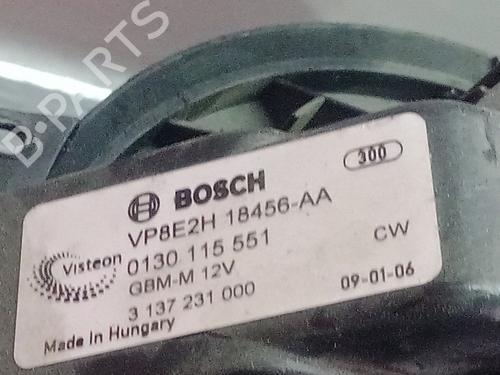 B-PARTS
BOSCH
300
VP8E2H 18456-AA
Visteon
0130 115 551
CW
GBM-M 12V
3 137 231 000
09-01-06
Made in Hungary